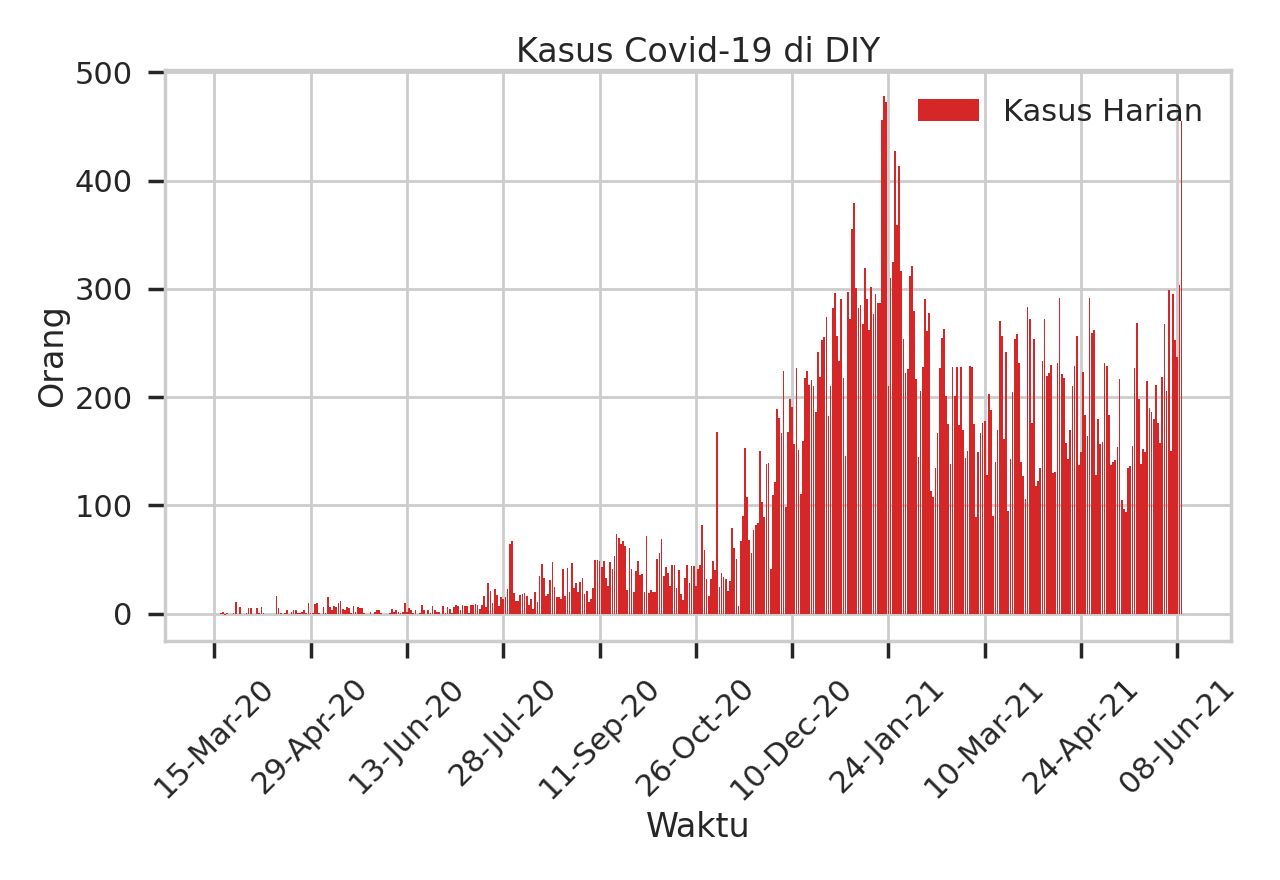 Kasus Covid-19 di DIY
500
400
300
200
100
0
Orang
Kasus Harian
15-Mar-20
29-Apr-20
13-Jun-20
28-Jul-20
11-Sep-20
26-Oct-20
10-Dec-20
24-Jan-21
10-Mar-21
24-Apr-21
08-Jun-21
Waktu